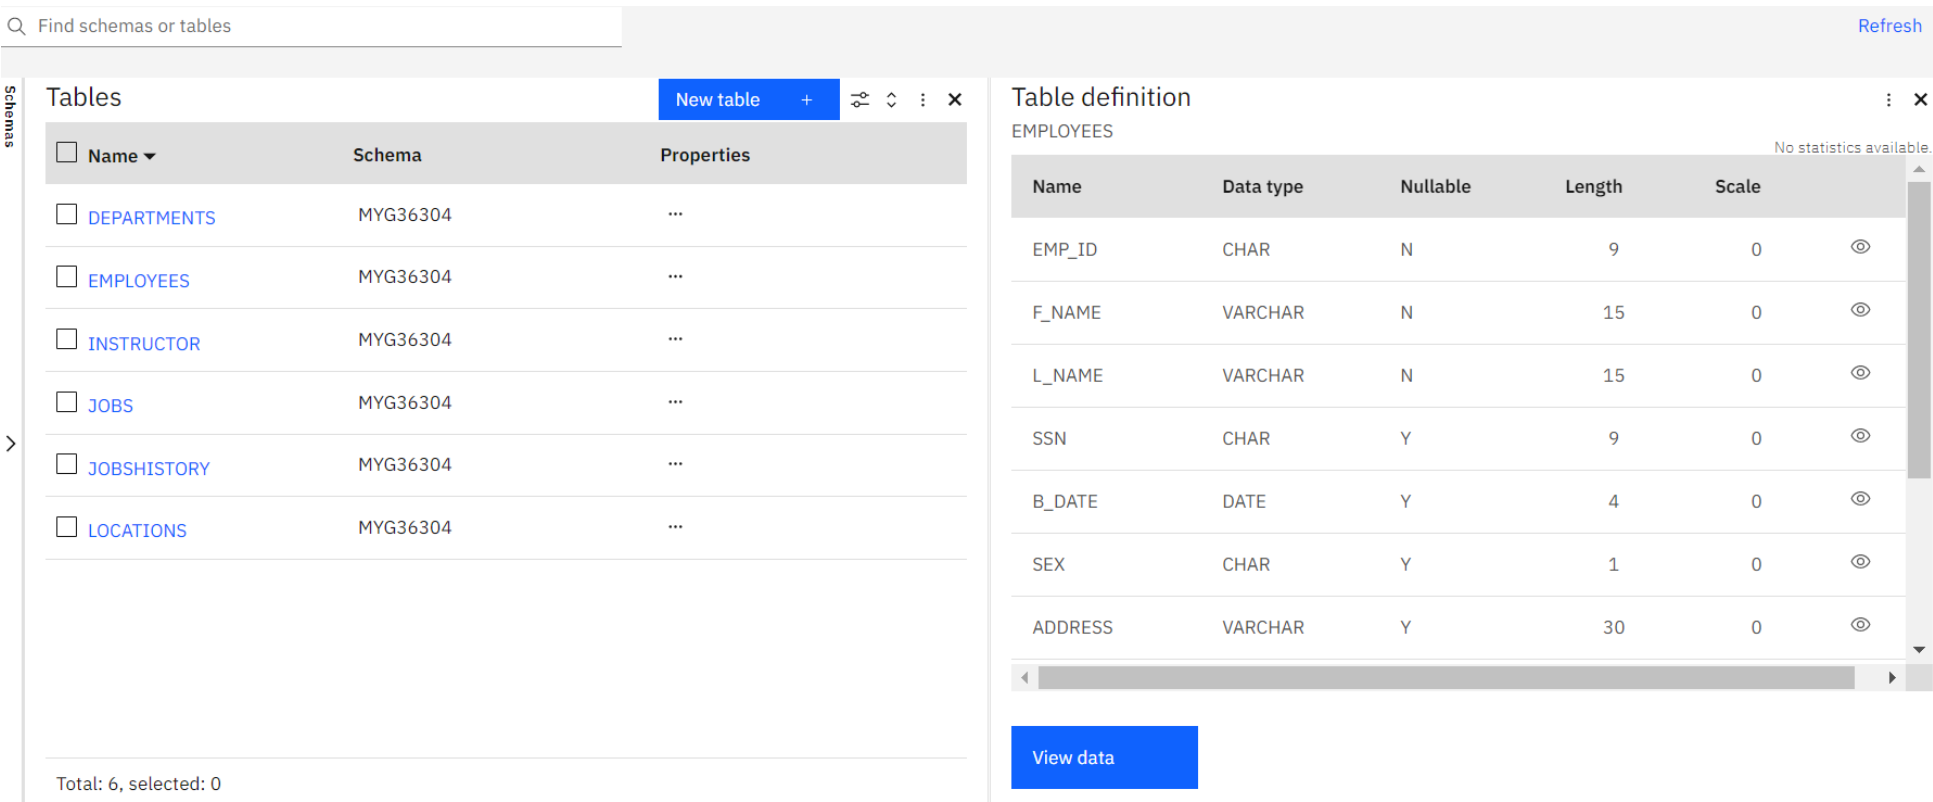 Find schemas or tables
Refresh
Schemas
Tables
New table +
Name Schema Properties
DEPARTMENTS MYG36304 ...
EMPLOYEES MYG36304 ...
INSTRUCTOR MYG36304 ...
JOBS MYG36304 ...
JOBSHISTORY MYG36304 ...
LOCATIONS MYG36304 ...
Total: 6, selected: 0
Table definition
EMPLOYEES
No statistics available.
Name Data type Nullable Length Scale
EMP_ID CHAR N 9 0
F_NAME VARCHAR N 15 0
L_NAME VARCHAR N 15 0
SSN CHAR Y 9 0
B_DATE DATE Y 4 0
SEX CHAR Y 1 0
ADDRESS VARCHAR Y 30 0
View data